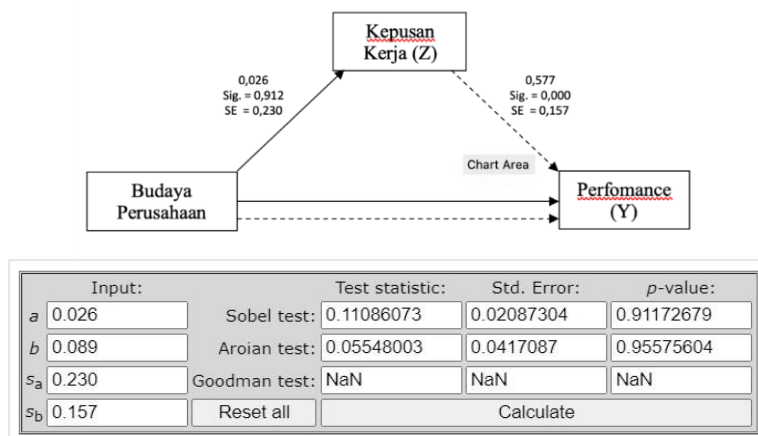 Kepusan
Kerja (Z)
0,026
Sig. = 0,912
SE = 0,230
0,577
Sig. = 0,000
SE = 0,157
Chart Area
Budaya
Perusahaan
Perfomance
(Y)
Input: Test statistic: Std. Error: p-value:
a 0.026 Sobel test: 0.11086073 0.02087304 0.91172679
b 0.089 Aroian test: 0.05548003 0.0417087 0.95575604
sa 0.230 Goodman test: NaN NaN NaN
sb 0.157 Reset all Calculate